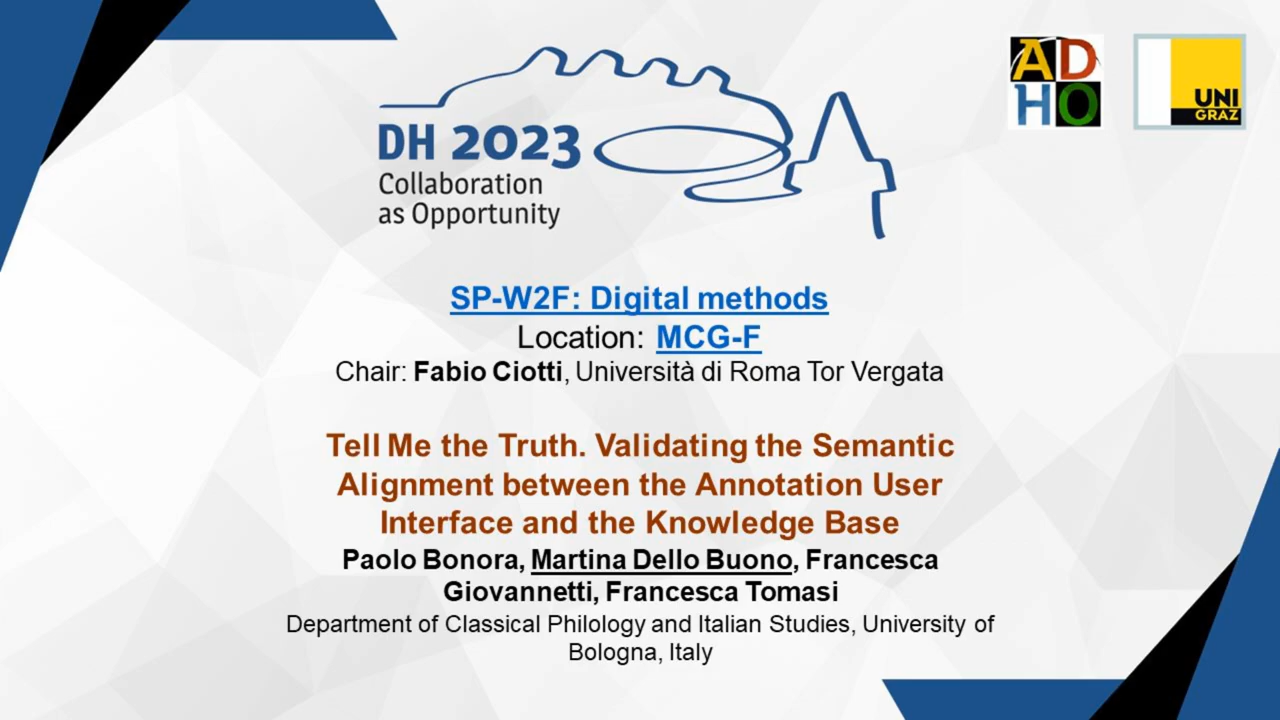 DH 2023
Collaboration
as Opportunity
AD
HO
UNI
GRAZ
SP-W2F: Digital methods
Location: MCG-F
Chair: Fabio Ciotti, Università di Roma Tor Vergata
Tell Me the Truth. Validating the Semantic
Alignment between the Annotation User
Interface and the Knowledge Base
Paolo Bonora, Martina Dello Buono, Francesca
Giovannetti, Francesca Tomasi
Department of Classical Philology and Italian Studies, University of
Bologna, Italy